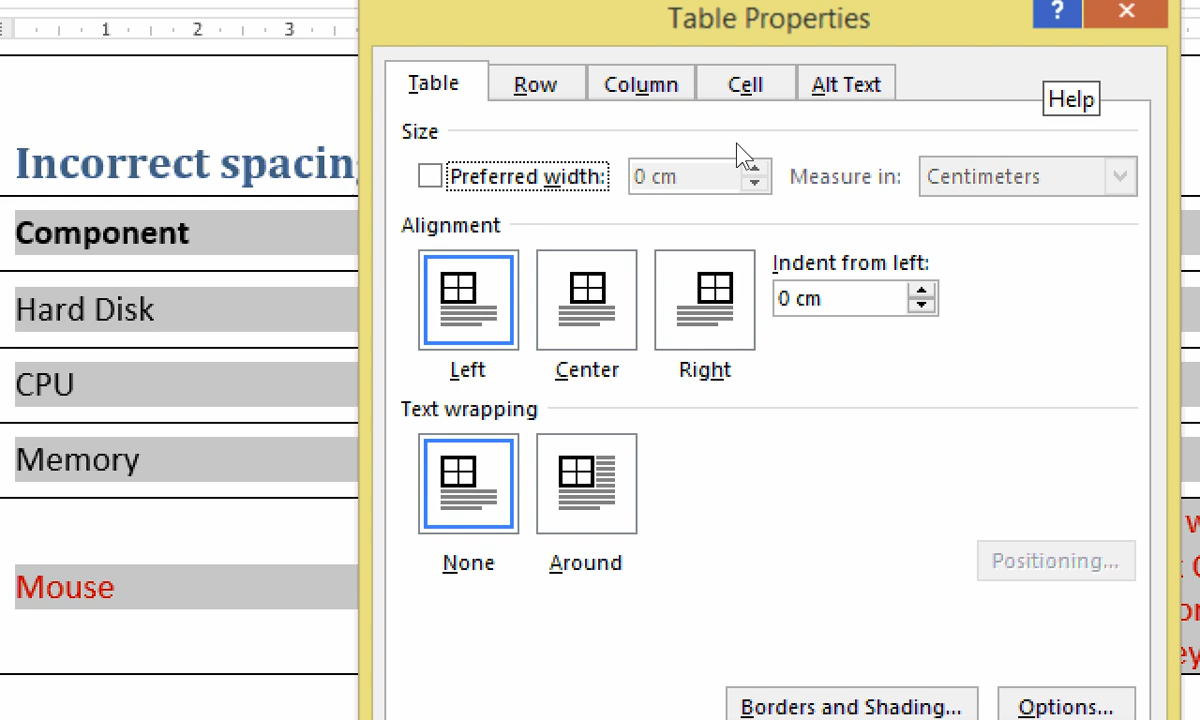 Table Properties
?
1 2 3
Table Row Column Cell Alt Text
Help
Size
Incorrect spacing
Preferred width: 0 cm Measure in: Centimeters
Alignment
Component
Indent from left:
Hard Disk
0 cm
Left Center Right
CPU
Text wrapping
Memory
None Around
Positioning...
Mouse
Borders and Shading... Options...